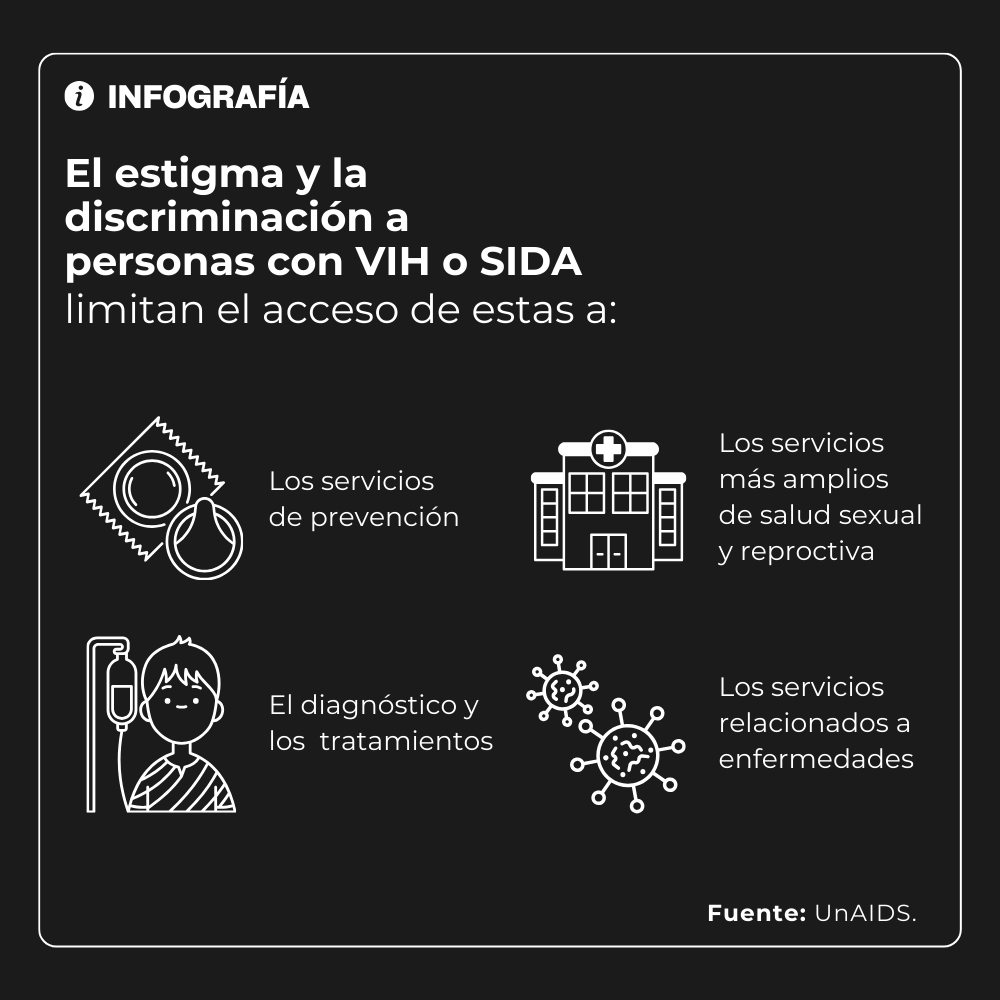 INFOGRAFÍA
El estigma y la
discriminación a
personas con VIH o SIDA
limitan el acceso de estas a:
Los servicios
de prevención
Los servicios
más amplios
de salud sexual
y reproctiva
El diagnóstico y
los  tratamientos
Los servicios
relacionados a
enfermedades
Fuente: UnAIDS.